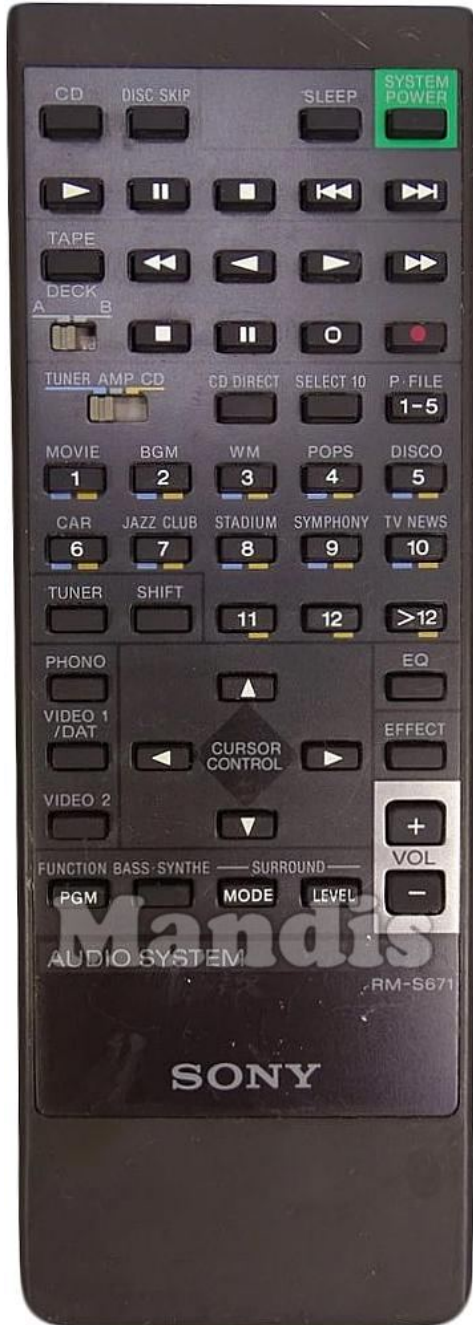 CD DISC SKIP SLEEP SYSTEM POWER
TAPE
DECK
A B
TUNER AMP CD CD DIRECT SELECT 10 P·FILE
1-5
MOVIE BGM WM POPS DISCO
1 2 3 4 5
CAR JAZZ CLUB STADIUM SYMPHONY TV NEWS
6 7 8 9 10
TUNER SHIFT
11 12 >12
PHONO EQ
VIDEO 1
/DAT EFFECT
CURSOR
CONTROL
VIDEO 2 +
VOL
-
FUNCTION BASS·SYNTHE SURROUND
PGM MODE LEVEL
Mandis
AUDIO SYSTEM
RM-S671
SONY